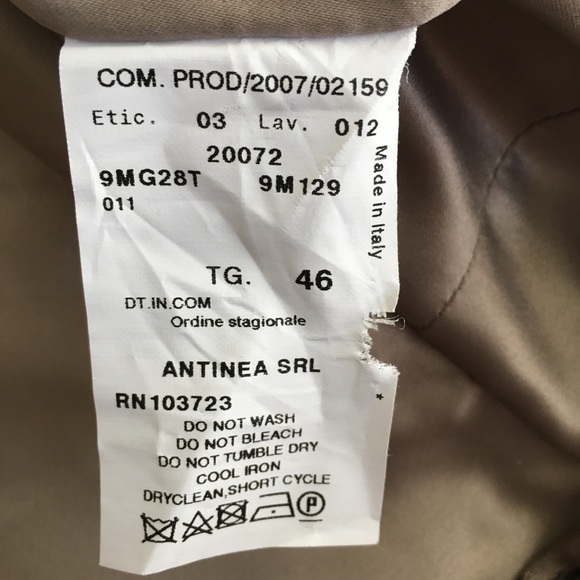 COM. PROD/2007/02159
Etic. 03 Lav. 012
20072
9MG28T 9M129
011
Made in Italy
TG. 46
DT.IN.COM
Ordine stagionale
ANTINEA SRL
RN103723
DO NOT WASH
DO NOT BLEACH
DO NOT TUMBLE DRY
COOL IRON
DRYCLEAN,SHORT CYCLE
P